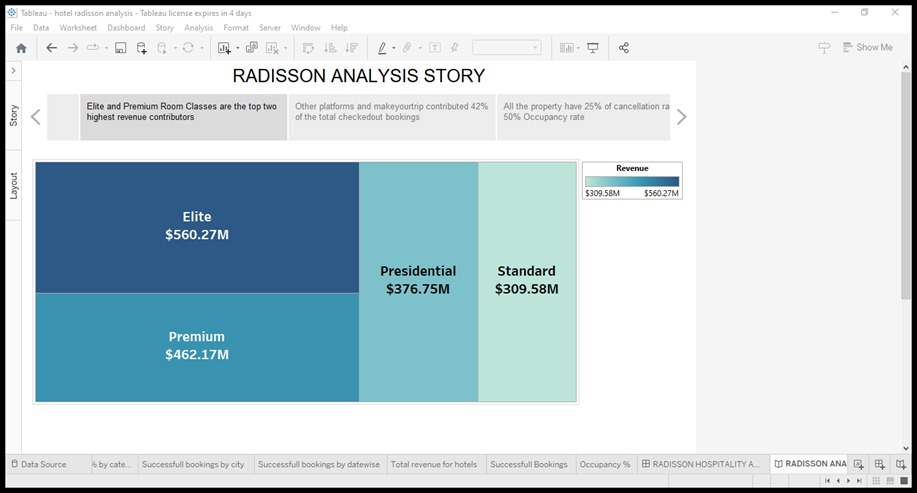 Tableau - hotel radisson analysis - Tableau license expires in 4 days
File Data Worksheet Dashboard Story Analysis Format Server Window Help
Show Me
Story
Layout
RADISSON ANALYSIS STORY
Elite and Premium Room Classes are the top two
highest revenue contributors
Other platforms and makeyourtrip contributed 42%
of the total checkedout bookings
All the property have 25% of cancellation ra
50% Occupancy rate
Elite
$560.27M
Premium
$462.17M
Presidential
$376.75M
Standard
$309.58M
Revenue
$309.58M $560.27M
Data Source
% by cate...
Successfull bookings by city
Successfull bookings by datewise
Total revenue for hotels
Successfull Bookings
Occupancy %
RADISSON HOSPITALITY A...
RADISSON ANA